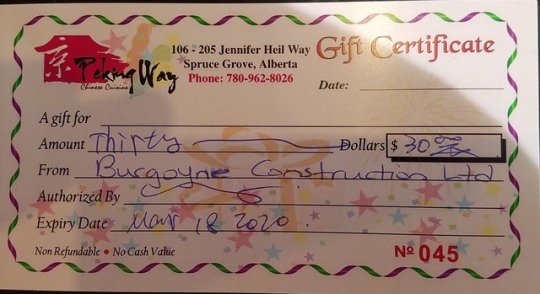 京 Peking Way
Chinese Cuisine
106 - 205 Jennifer Heil Way
Spruce Grove, Alberta
Phone: 780-962-8026
Gift Certificate
Date:
A gift for
Amount Thirty Dollars $ 30 00/xx
From Burgoyne Construction Ltd
Authorized By
Expiry Date Mar 18 2020.
Non Refundable • No Cash Value
No 045